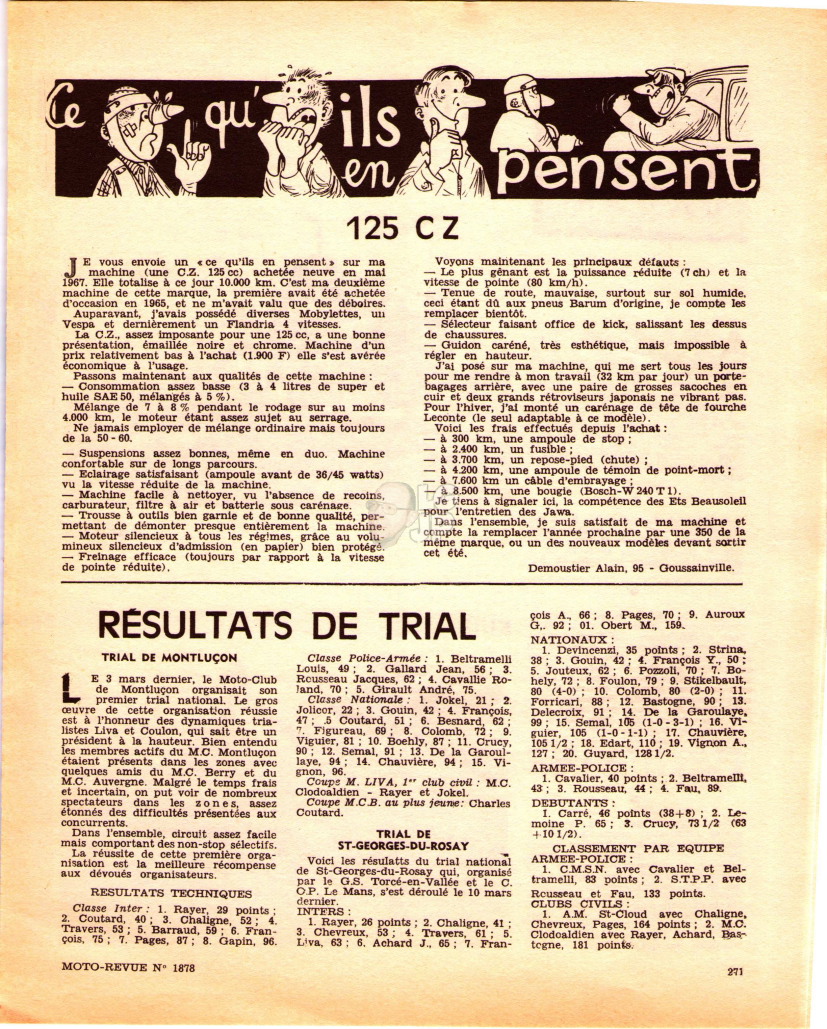 Ce qu'ils en pensent
125 CZ
JE vous envoie un « ce qu'ils en pensent » sur ma
machine (une C.Z. 125 cc) achetée neuve en mai
1967. Elle totalise à ce jour 10.000 km. C'est ma deuxième
machine de cette marque, la première avait été achetée
d'occasion en 1965, et ne m'avait valu que des déboires.
Auparavant, j'avais possédé diverses Mobylettes, un
Vespa et dernièrement un Flandria 4 vitesses.
La C.Z., assez imposante pour une 125 cc, a une bonne
présentation, émaillée noire et chrome. Machine d'un
prix relativement bas à l'achat (1.900 F) elle s'est avérée
économique à l'usage.
Passons maintenant aux qualités de cette machine :
— Consommation assez basse (3 à 4 litres de super et
huile SAE 50, mélangés à 5 %).
Mélange de 7 à 8 % pendant le rodage sur au moins
4.000 km, le moteur étant assez sujet au serrage.
Ne jamais employer de mélange ordinaire mais toujours
de la 50 - 60.
— Suspensions assez bonnes, même en duo. Machine
confortable sur de longs parcours.
— Eclairage satisfaisant (ampoule avant de 36/45 watts)
vu la vitesse réduite de la machine.
— Machine facile à nettoyer, vu l'absence de recoins,
carburateur, filtre à air et batterie sous carénage.
— Trousse à outils bien garnie et de bonne qualité, per-
mettant de démonter presque entièrement la machine.
— Moteur silencieux à tous les régimes, grâce au volu-
mineux silencieux d'admission (en papier) bien protégé.
— Freinage efficace (toujours par rapport à la vitesse
de pointe réduite).
Voyons maintenant les principaux défauts :
— Le plus gênant est la puissance réduite (7 ch) et la
vitesse de pointe (80 km/h).
— Tenue de route, mauvaise, surtout sur sol humide,
ceci étant dû aux pneus Barum d'origine, je compte les
remplacer bientôt.
— Sélecteur faisant office de kick, salissant les dessus
de chaussures.
— Guidon caréné, très esthétique, mais impossible à
régler en hauteur.
J'ai posé sur ma machine, qui me sert tous les jours
pour me rendre à mon travail (32 km par jour) un porte-
bagages arrière, avec une paire de grosses sacoches en
cuir et deux grands rétroviseurs japonais ne vibrant pas.
Pour l'hiver, j'ai monté un carénage de tête de fourche
Leconte (le seul adaptable à ce modèle).
Voici les frais effectués depuis l'achat :
— à 300 km, une ampoule de stop ;
— à 2.400 km, un fusible ;
— à 3.700 km, un repose-pied (chute) ;
— à 4.200 km, une ampoule de témoin de point-mort ;
— à 7.600 km un câble d'embrayage ;
— à 8.500 km, une bougie (Bosch-W 240 T 1).
Je tiens à signaler ici, la compétence des Ets Beausoleil
pour l'entretien des Jawa.
Dans l'ensemble, je suis satisfait de ma machine et
compte la remplacer l'année prochaine par une 350 de la
même marque, ou un des nouveaux modèles devant sortir
cet été.
Demoustier Alain, 95 - Goussainville.
RÉSULTATS DE TRIAL
TRIAL DE MONTLUÇON
LE 3 mars dernier, le Moto-Club
de Montluçon organisait son
premier trial national. Le gros
œuvre de cette organisation réussie
est à l'honneur des dynamiques tria-
listes Liva et Coulon, qui sait être un
président à la hauteur. Bien entendu
les membres actifs du M.C. Montluçon
étaient présents dans les zones avec
quelques amis du M.C. Berry et du
M.C. Auvergne. Malgré le temps frais
et incertain, on put voir de nombreux
spectateurs dans les zones, assez
étonnés des difficultés présentées aux
concurrents.
Dans l'ensemble, circuit assez facile
mais comportant des non-stop sélectifs.
La réussite de cette première orga-
nisation est la meilleure récompense
aux dévoués organisateurs.
RESULTATS TECHNIQUES
Classe Inter : 1. Rayer, 29 points ;
2. Coutard, 40 ; 3. Chaligne, 52 ; 4.
Travers, 53 ; 5. Barraud, 59 ; 6. Fran-
çois, 75 ; 7. Pages, 87 ; 8. Gapin, 96.
Classe Police-Armée : 1. Beltramelli
Louis, 49 ; 2. Gallard Jean, 56 ; 3.
Rousseau Jacques, 62 ; 4. Cavallie Ro-
land, 70 ; 5. Girault André, 75.
Classe Nationale : 1. Jokel, 21 ; 2.
Jolicor, 22 ; 3. Gouin, 42 ; 4. François,
47 ; .5 Coutard, 51 ; 6. Besnard, 62 ;
7. Figureau, 69 ; 8. Colomb, 72 ; 9.
Viguier, 81 ; 10. Boehly, 87 ; 11. Crucy,
90 ; 12. Semal, 91 ; 13. De la Garoul-
laye, 94 ; 14. Chauvière, 94 ; 15. Vi-
gnon, 96.
Coupe M. LIVA, 1er club civil : M.C.
Clodoaldien - Rayer et Jokel.
Coupe M.C.B. au plus jeune: Charles
Coutard.
TRIAL DE
ST-GEORGES-DU-ROSAY
Voici les résulatts du trial national
de St-Georges-du-Rosay qui, organisé
par le G.S. Torcé-en-Vallée et le C.
O.P. Le Mans, s'est déroulé le 10 mars
dernier.
INTERS :
1. Rayer, 26 points ; 2. Chaligne, 41 ;
3. Chevreux, 53 ; 4. Travers, 61 ; 5.
Liva, 63 ; 6. Achard J., 65 ; 7. Fran-
çois A., 66 ; 8. Pages, 70 ; 9. Auroux
G., 92 ; 01. Obert M., 159.
NATIONAUX :
1. Devincenzi, 35 points ; 2. Strina,
38 ; 3. Gouin, 42 ; 4. François Y., 50 ;
5. Jouteux, 62 ; 6. Pozzoli, 70 ; 7. Bo-
hely, 72 ; 8. Foulon, 79 ; 9. Stikelbault,
80 (4-0) ; 10. Colomb, 80 (2-0) ; 11.
Forricari, 88 ; 12. Bastogne, 90 ; 13.
Delecroix, 91 ; 14. De la Garoulaye,
99 ; 15. Semal, 105 (1-0-3-1) ; 16. Vi-
guier, 105 (1-0-1-1) ; 17. Chauvière,
105 1/2 ; 18. Edart, 110 ; 19. Vignon A.,
127 ; 20. Guyard, 128 1/2.
ARMEE-POLICE :
1. Cavalier, 40 points ; 2. Beltramelli,
43 ; 3. Rousseau, 44 ; 4. Fau, 89.
DEBUTANTS :
1. Carré, 46 points (38+8) ; 2. Le-
moine P. 65 ; 3. Crucy, 73 1/2 (63
+10 1/2).
CLASSEMENT PAR EQUIPE
ARMEE-POLICE :
1. C.M.S.N. avec Cavalier et Bel-
tramelli, 83 points ; 2. S.T.P.P. avec
Rousseau et Fau, 133 points.
CLUBS CIVILS :
1. A.M. St-Cloud avec Chaligne,
Chevreux, Pages, 164 points ; 2. M.C.
Clodoaldien avec Rayer, Achard, Bas-
togne, 181 points.
MOTO-REVUE N° 1878
271